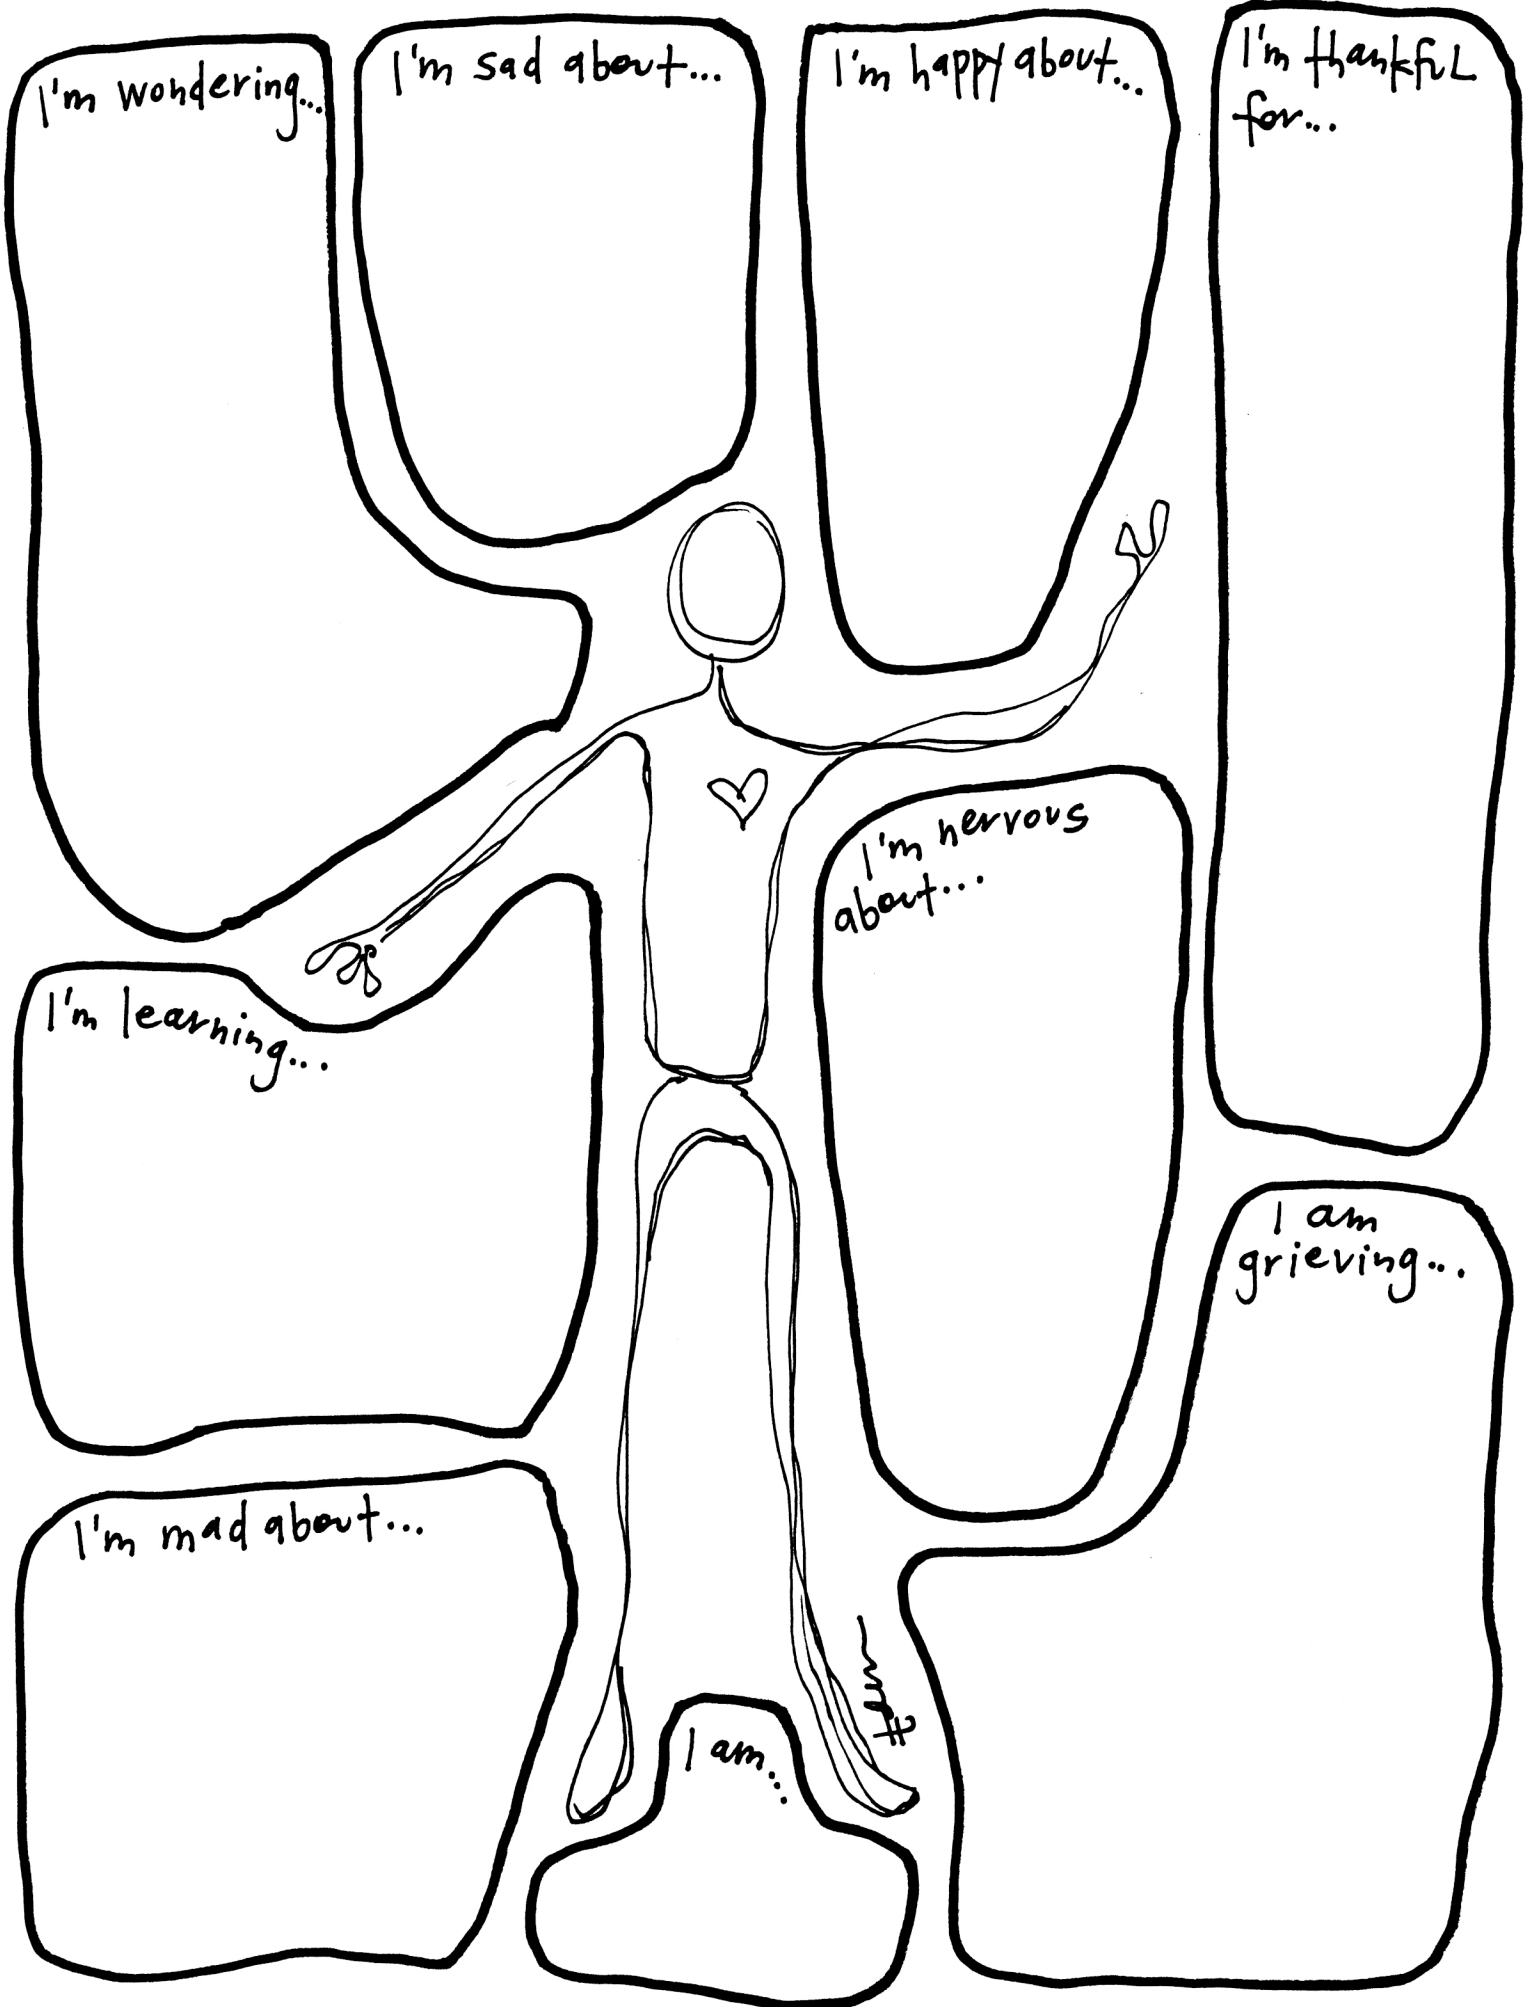 I'm wondering...
I'm sad about...
I'm happy about...
I'm thankful
for...
I'm nervous
about...
I'm learning...
I am
grieving...
I'm mad about...
I am...